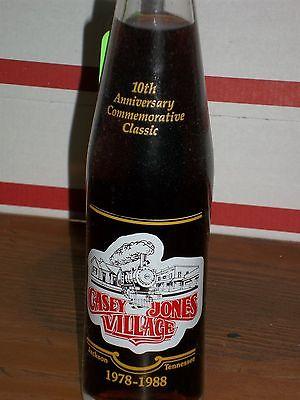 10th
Anniversary
Commemorative
Classic
CASEY JONES
VILLAGE
Jackson Tennessee
1978-1988